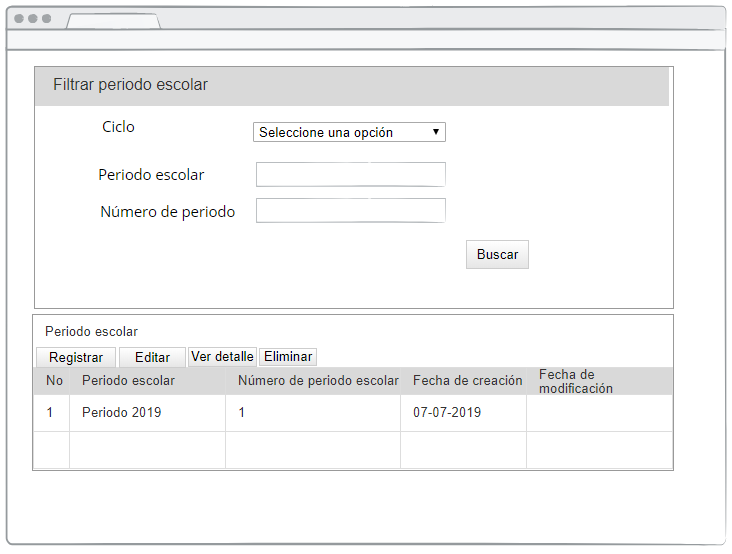 Filtrar periodo escolar
Ciclo
Seleccione una opción
Periodo escolar
Número de periodo
Buscar
Periodo escolar
Registrar Editar Ver detalle Eliminar
No Periodo escolar Número de periodo escolar Fecha de creación Fecha de
modificación
1 Periodo 2019 1 07-07-2019